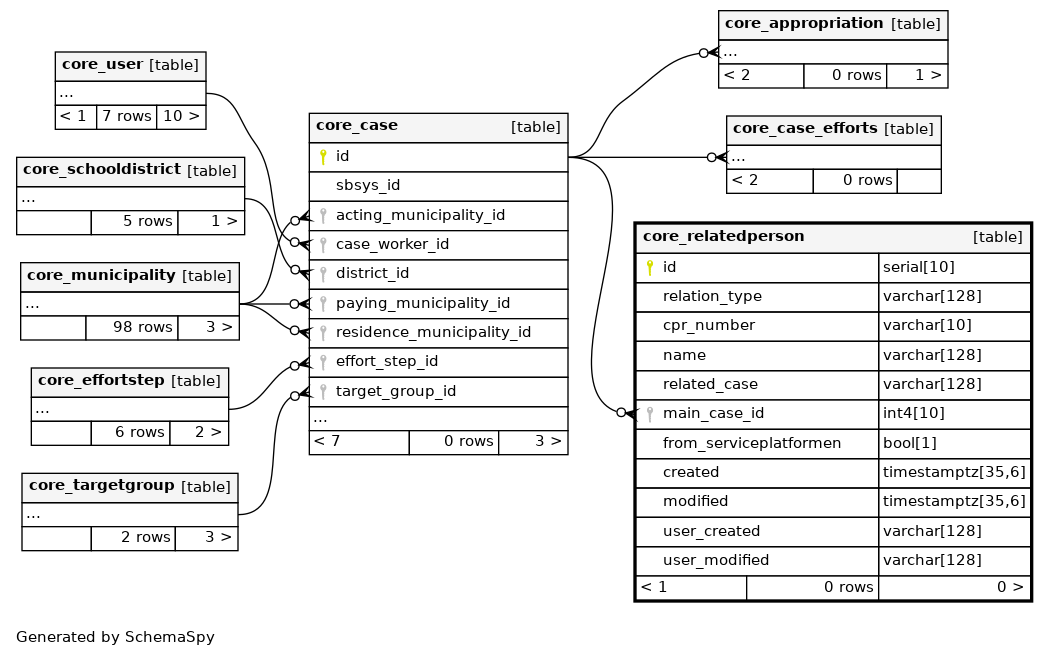 core_user [table]
...
< 1 7 rows 10 >
core_schooldistrict [table]
...
5 rows 1 >
core_municipality [table]
...
98 rows 3 >
core_effortstep [table]
...
6 rows 2 >
core_targetgroup [table]
...
2 rows 3 >
core_case [table]
id
sbsys_id
acting_municipality_id
case_worker_id
district_id
paying_municipality_id
residence_municipality_id
effort_step_id
target_group_id
...
< 7 0 rows 3 >
core_appropriation [table]
...
< 2 0 rows 1 >
core_case_efforts [table]
...
< 2 0 rows
core_relatedperson [table]
id serial[10]
relation_type varchar[128]
cpr_number varchar[10]
name varchar[128]
related_case varchar[128]
main_case_id int4[10]
from_serviceplatformen bool[1]
created timestamptz[35,6]
modified timestamptz[35,6]
user_created varchar[128]
user_modified varchar[128]
< 1 0 rows 0 >
Generated by SchemaSpy